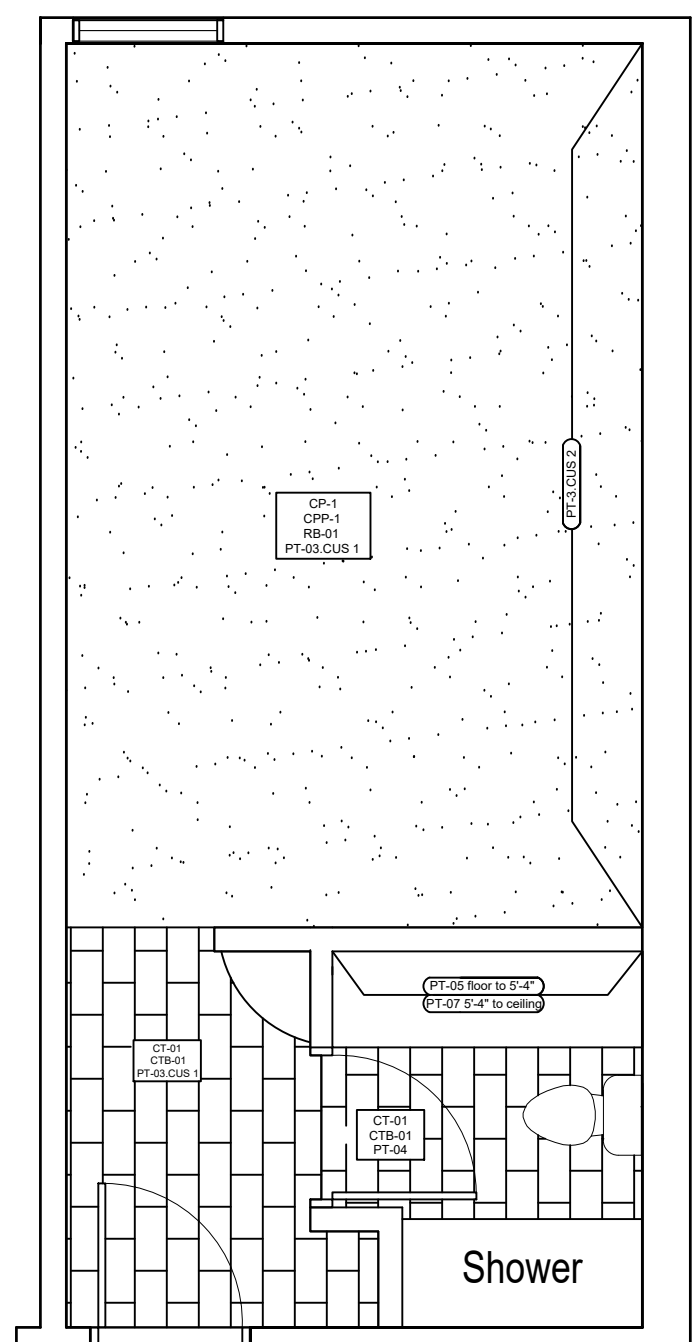 PT-3.CUS 2
CP-1
CPP-1
RB-01
PT-03.CUS 1
PT-05 floor to 5'-4"
PT-07 5'-4" to ceiling
CT-01
CTB-01
PT-03.CUS 1
CT-01
CTB-01
PT-04
Shower